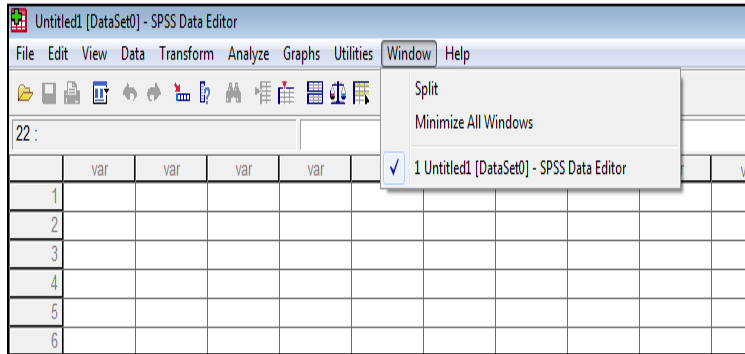 Untitled1 [DataSet0] - SPSS Data Editor
File Edit View Data Transform Analyze Graphs Utilities Window Help
Split
Minimize All Windows
1 Untitled1 [DataSet0] - SPSS Data Editor
22 :
var var var var
1
2
3
4
5
6